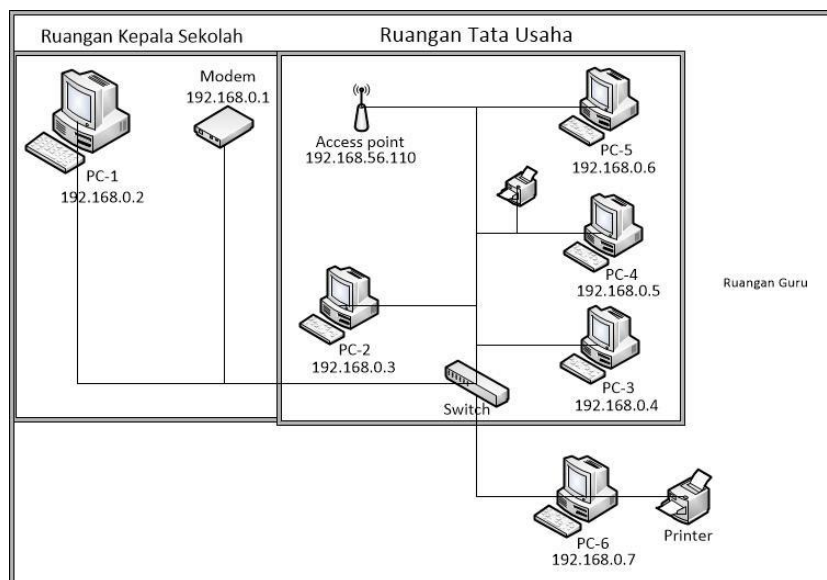 Ruangan Kepala Sekolah
Ruangan Tata Usaha
Modem
192.168.0.1
PC-1
192.168.0.2
Access point
192.168.56.110
PC-5
192.168.0.6
PC-4
192.168.0.5
Ruangan Guru
PC-2
192.168.0.3
PC-3
192.168.0.4
Switch
PC-6
192.168.0.7
Printer